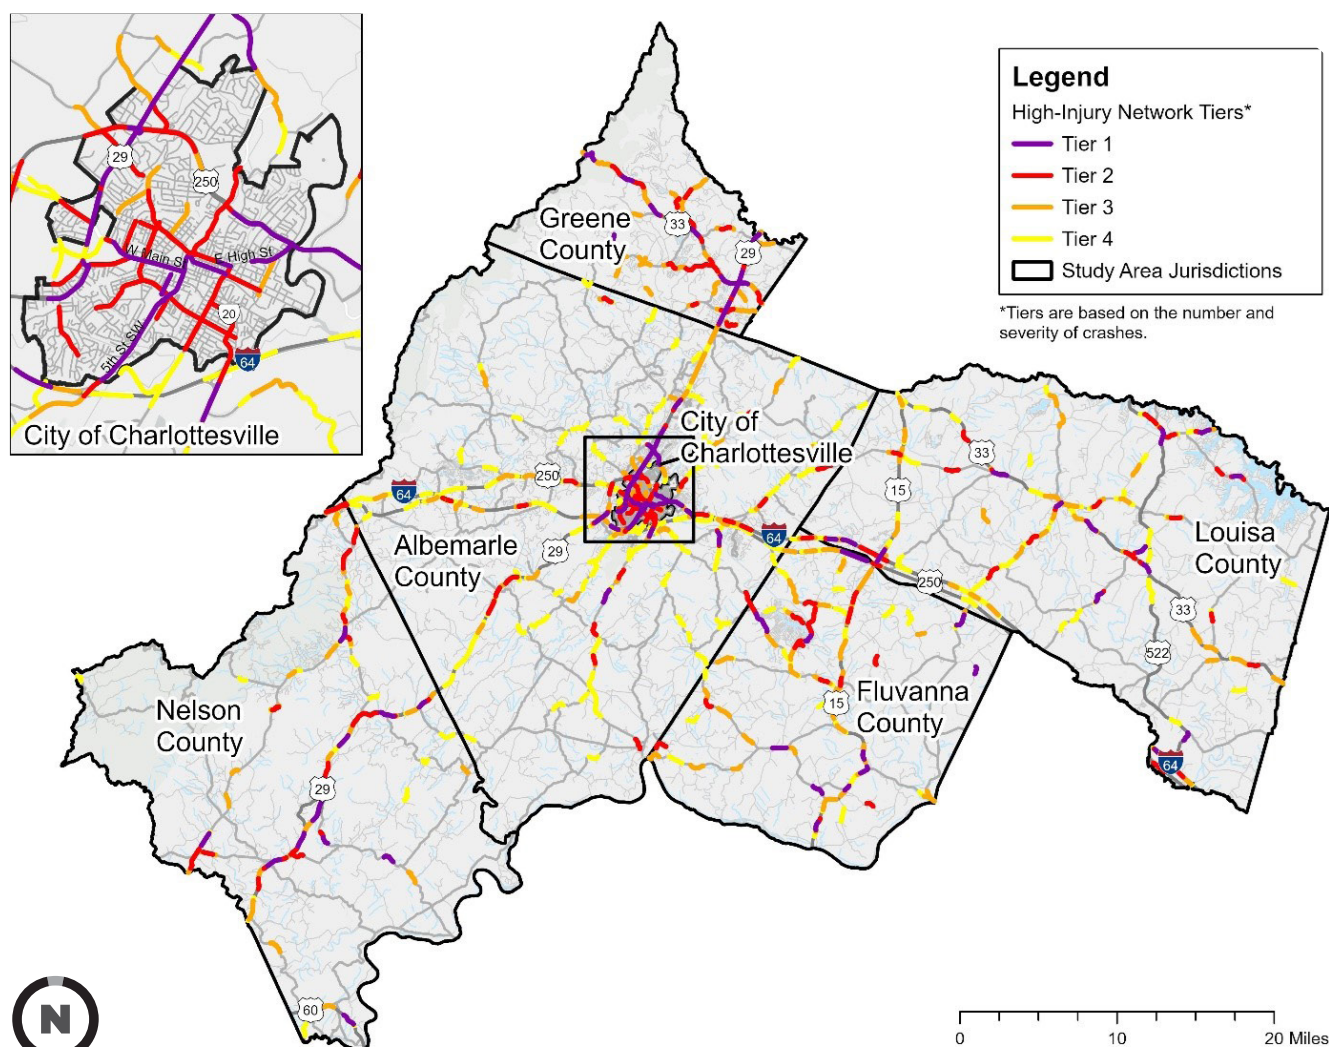 29
250
W Main St
E High St
20
5th St SW
64
City of Charlottesville
Legend
High-Injury Network Tiers*
Tier 1
Tier 2
Tier 3
Tier 4
Study Area Jurisdictions
*Tiers are based on the number and
severity of crashes.
Greene
County
33
29
City of
Charlottesville
250
64
Albemarle
County
29
64
15
33
250
Louisa
County
33
522
64
Fluvanna
County
15
Nelson
County
29
60
N
0
10
20 Miles